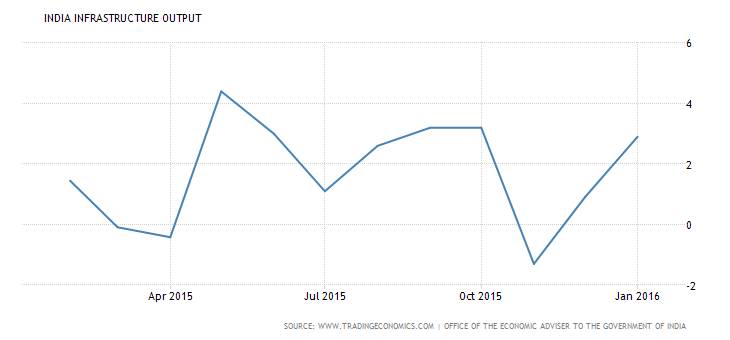 INDIA INFRASTRUCTURE OUTPUT
6
4
2
0
-2
Apr 2015 Jul 2015 Oct 2015 Jan 2016
SOURCE: WWW.TRADINGECONOMICS.COM | OFFICE OF THE ECONOMIC ADVISER TO THE GOVERNMENT OF INDIA